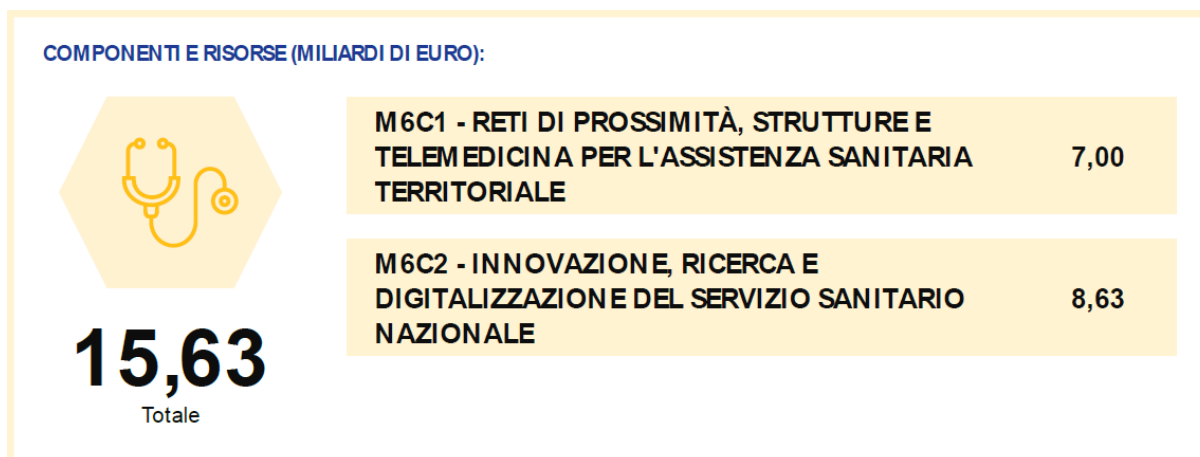 COMPONENTI E RISORSE (MILIARDI DI EURO):
M6C1 - RETI DI PROSSIMITÀ, STRUTTURE E
TELEMEDICINA PER L'ASSISTENZA SANITARIA
TERRITORIALE
7,00
M6C2 - INNOVAZIONE, RICERCA E
DIGITALIZZAZIONE DEL SERVIZIO SANITARIO
NAZIONALE
8,63
15,63
Totale